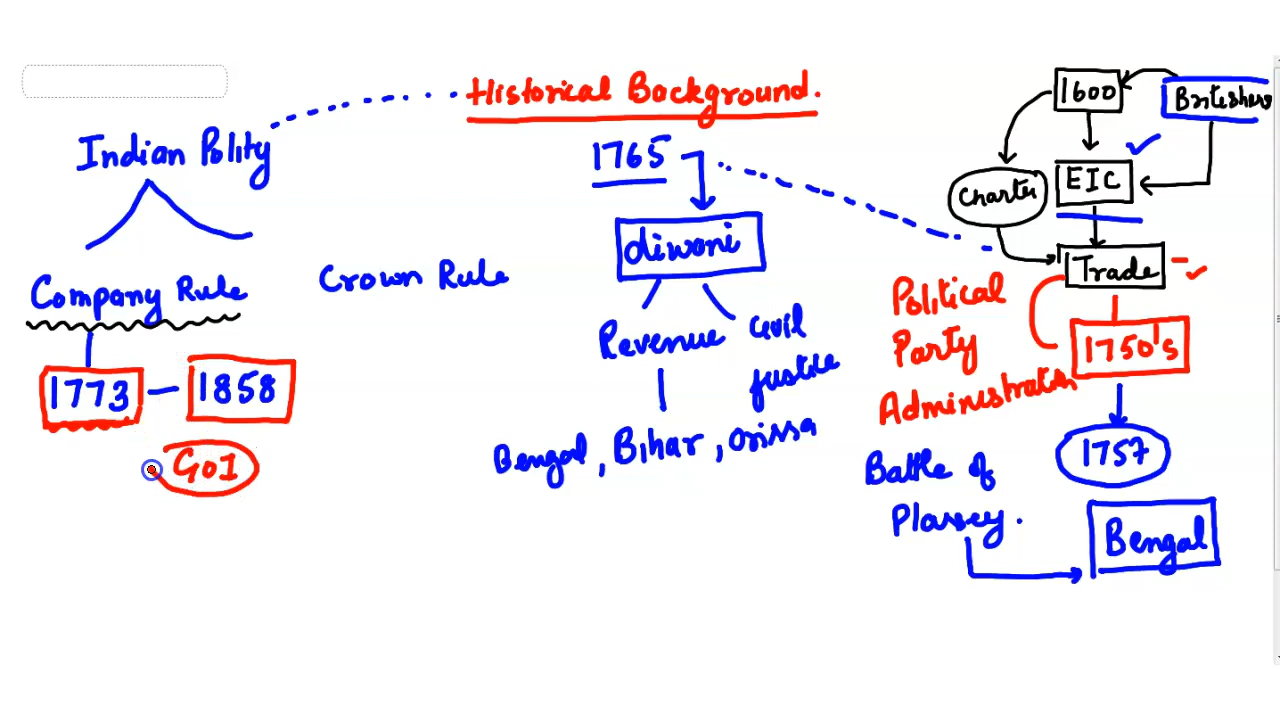 Historical Background.
Indian Polity
Company Rule
Crown Rule
1773 - 1858
GOI
1765
diwani
Revenue
Civil
justice
Bengal, Bihar, Orissa
1600
Britishers
Charter
EIC
Trade
Political
Party
Administration
1750's
1757
Battle of
Plassey.
Bengal